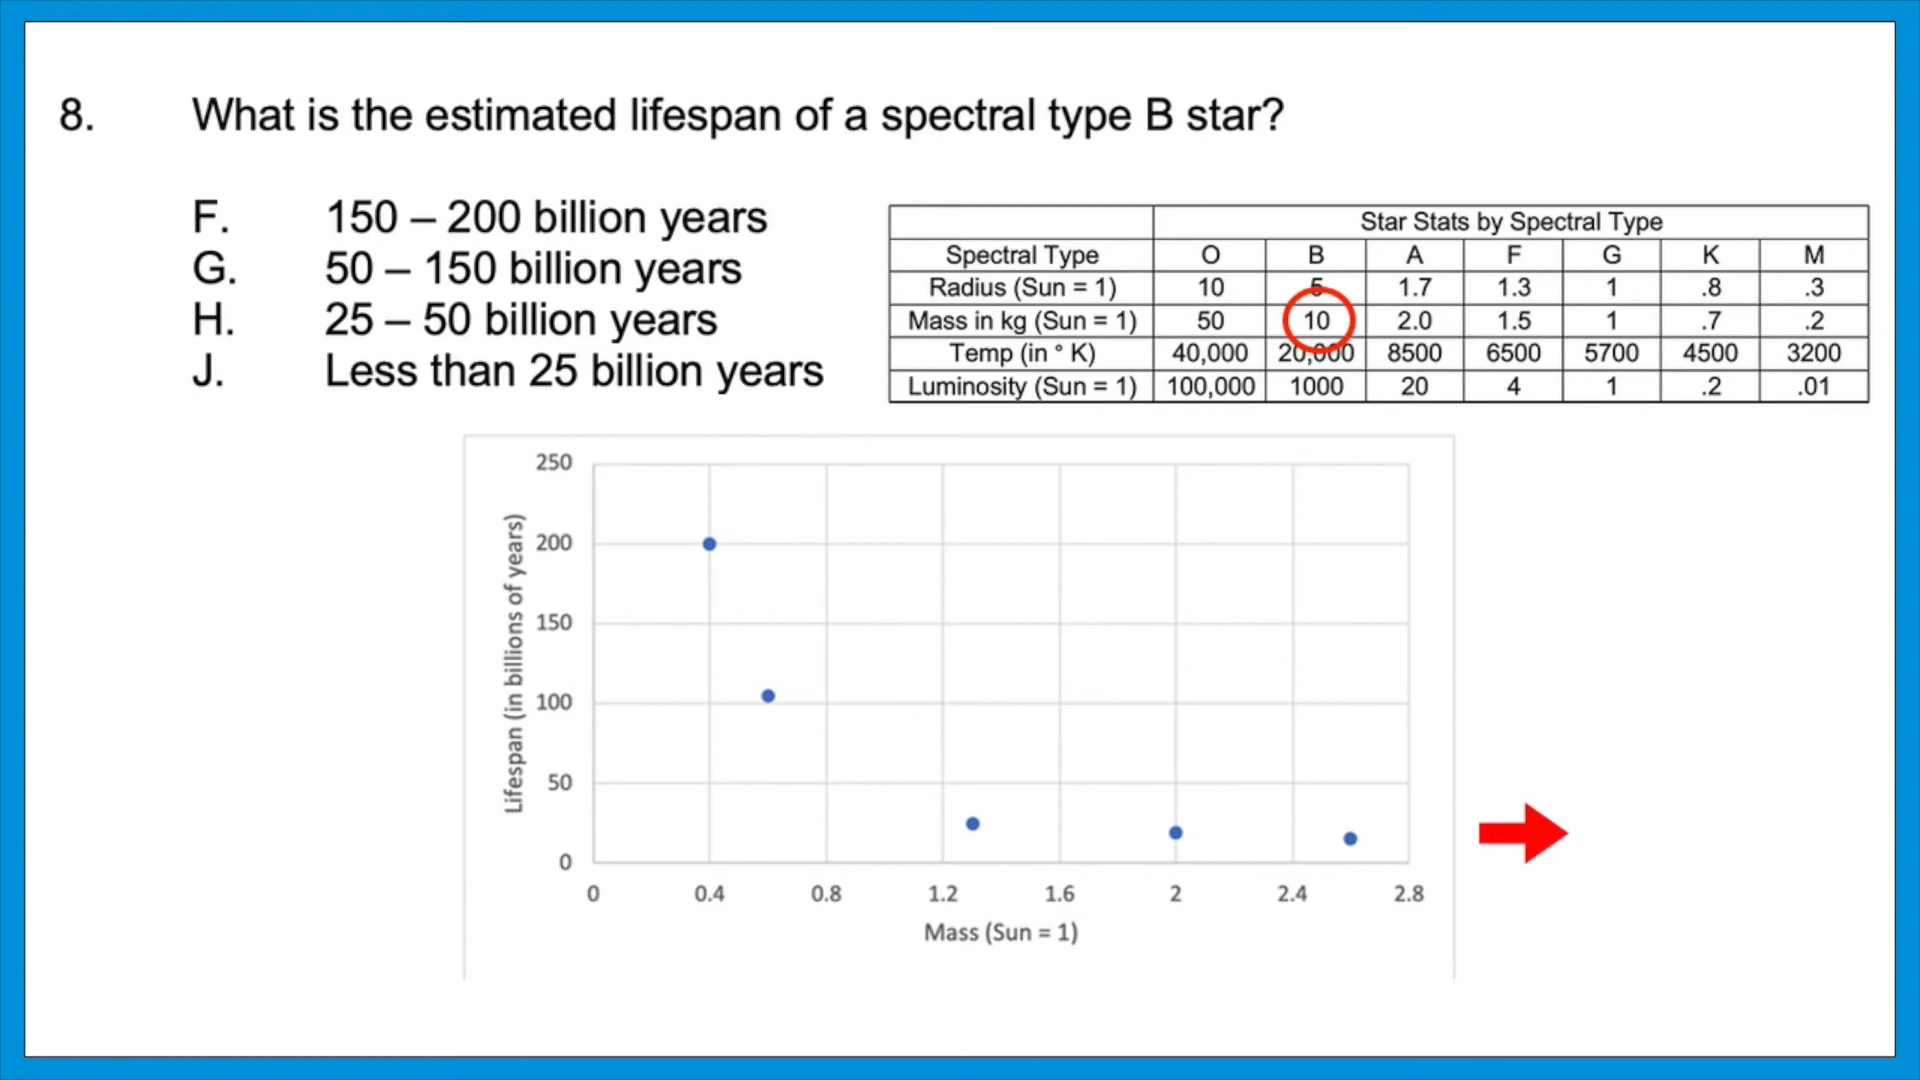 8. What is the estimated lifespan of a spectral type B star?
F. 150 – 200 billion years
G. 50 – 150 billion years
H. 25 – 50 billion years
J. Less than 25 billion years
Star Stats by Spectral Type
Spectral Type O B A F G K M
Radius (Sun = 1) 10 5 1.7 1.3 1 .8 .3
Mass in kg (Sun = 1) 50 10 2.0 1.5 1 .7 .2
Temp (in ° K) 40,000 20,000 8500 6500 5700 4500 3200
Luminosity (Sun = 1) 100,000 1000 20 4 1 .2 .01
Lifespan (in billions of years)
250
200
150
100
50
0
0 0.4 0.8 1.2 1.6 2 2.4 2.8
Mass (Sun = 1)